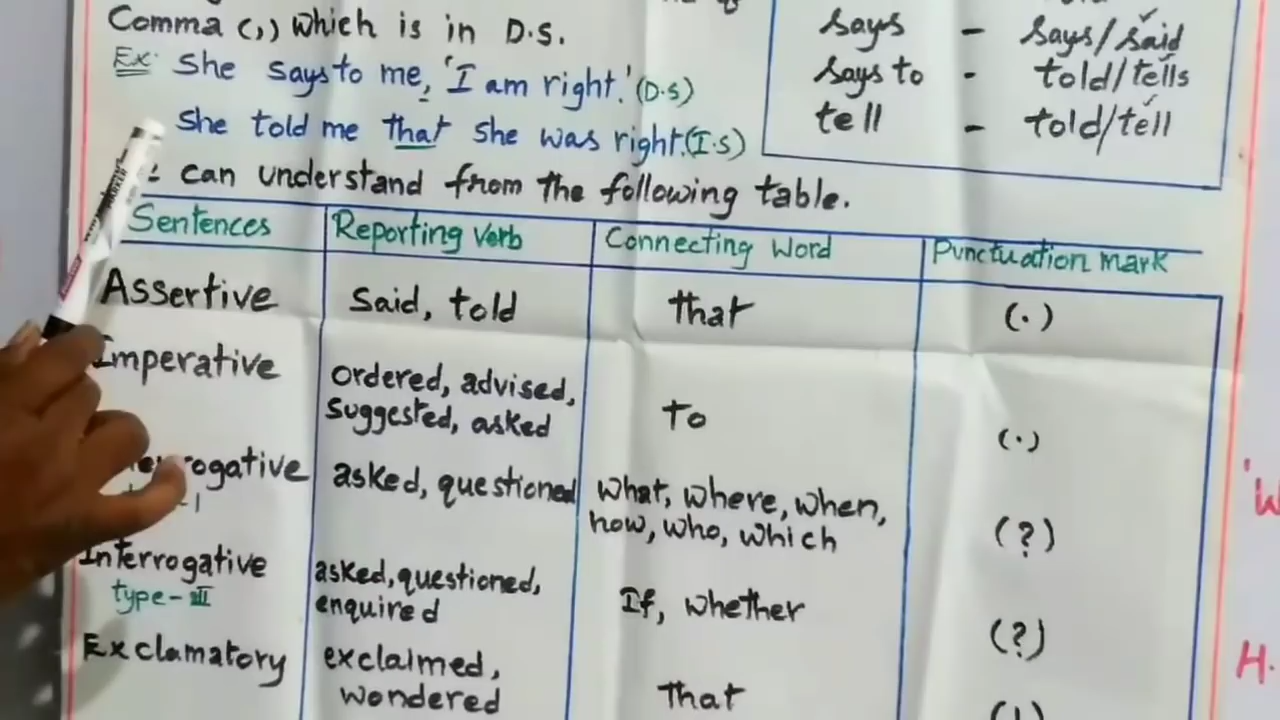 Comma (,) which is in D.S.
Ex: She says to me, 'I am right.' (D.S)
She told me that she was right. (I.S)
can understand from the following table.
says - says/said
says to - told/tells
tell - told/tell
Sentences Reporting Verb Connecting Word Punctuation mark
Assertive said, told that (.)
Imperative ordered, advised, suggested, asked To (.)
asked, questioned what, where, when, how, who, which (?)
Interrogative type-II asked, questioned, enquired If, whether (?)
Exclamatory exclaimed, wondered That (!)
H.